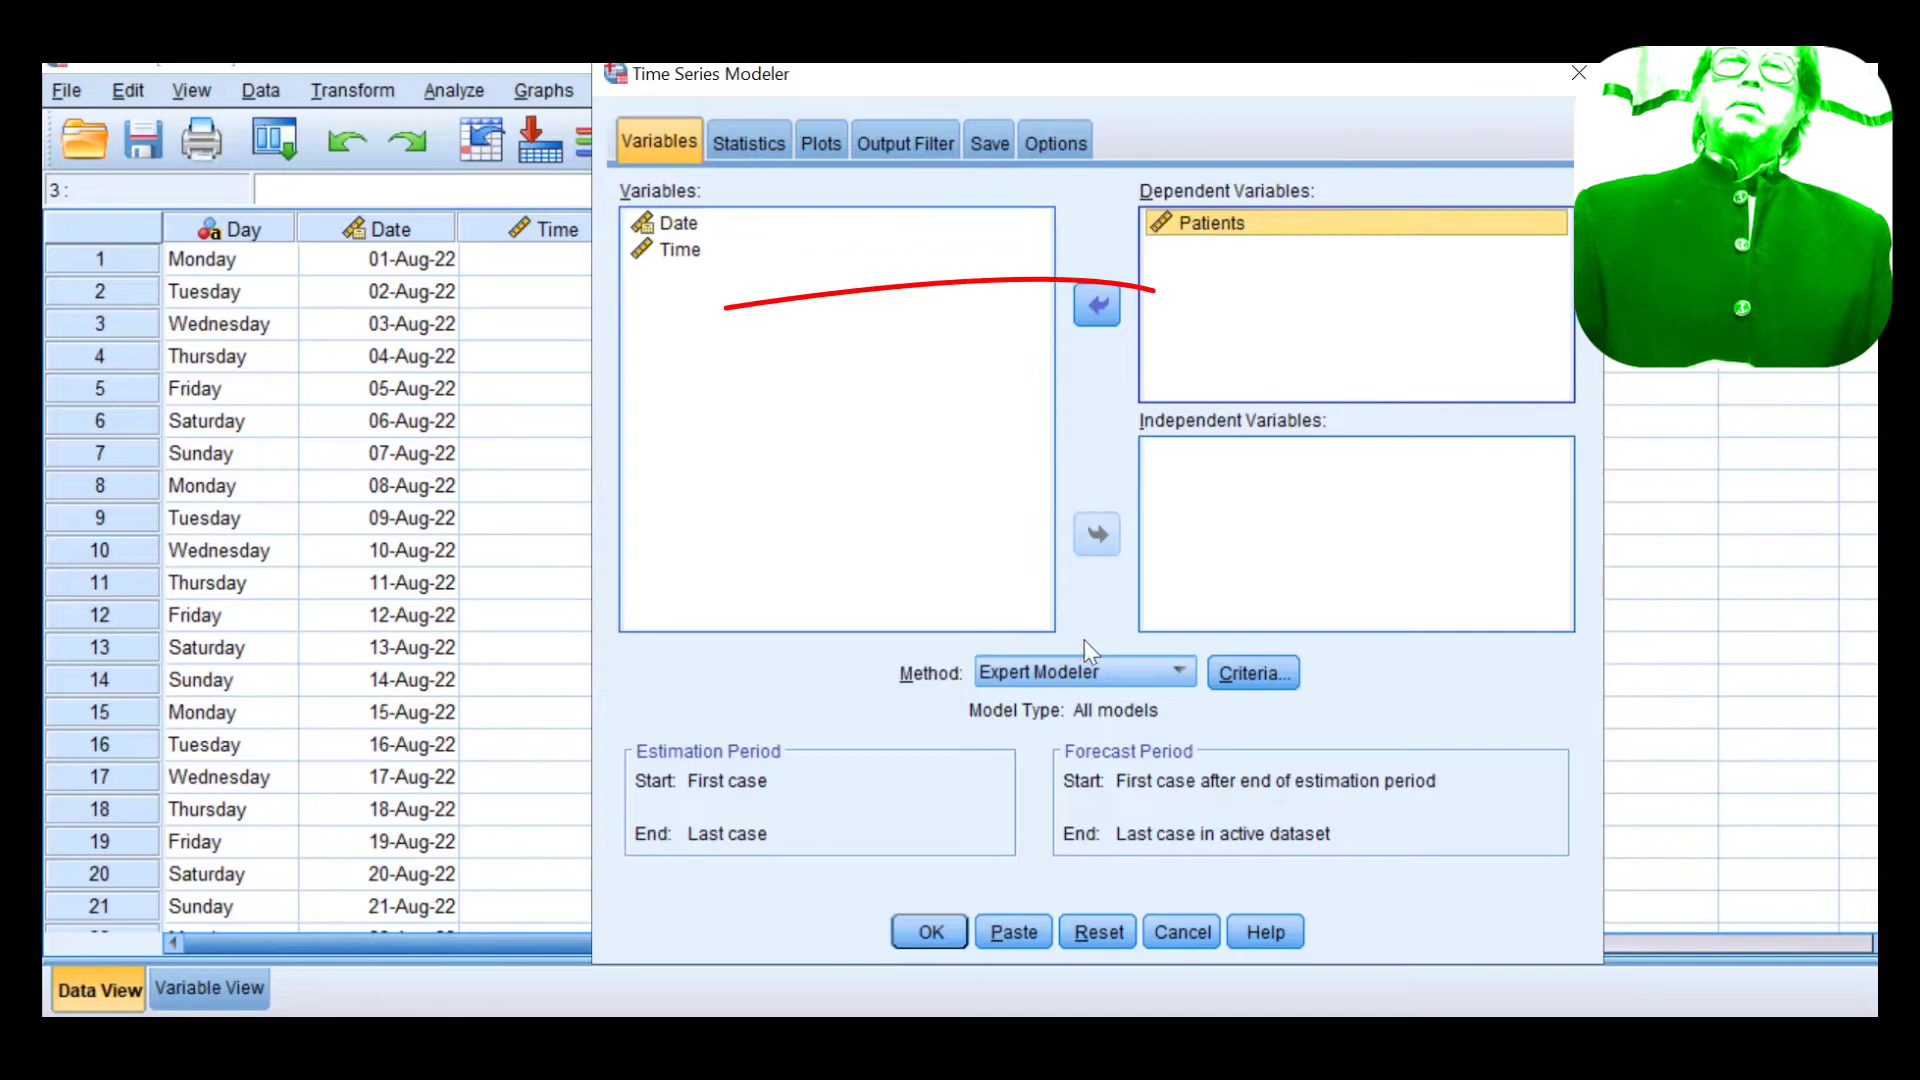 Time Series Modeler
File Edit View Data Transform Analyze Graphs
Variables Statistics Plots Output Filter Save Options
3 :
Variables:
Date
Time
Dependent Variables:
Patients
Independent Variables:
Day Date Time
1 Monday 01-Aug-22
2 Tuesday 02-Aug-22
3 Wednesday 03-Aug-22
4 Thursday 04-Aug-22
5 Friday 05-Aug-22
6 Saturday 06-Aug-22
7 Sunday 07-Aug-22
8 Monday 08-Aug-22
9 Tuesday 09-Aug-22
10 Wednesday 10-Aug-22
11 Thursday 11-Aug-22
12 Friday 12-Aug-22
13 Saturday 13-Aug-22
14 Sunday 14-Aug-22
15 Monday 15-Aug-22
16 Tuesday 16-Aug-22
17 Wednesday 17-Aug-22
18 Thursday 18-Aug-22
19 Friday 19-Aug-22
20 Saturday 20-Aug-22
21 Sunday 21-Aug-22
Method: Expert Modeler Criteria...
Model Type: All models
Estimation Period
Start: First case
End: Last case
Forecast Period
Start: First case after end of estimation period
End: Last case in active dataset
OK Paste Reset Cancel Help
Data View Variable View